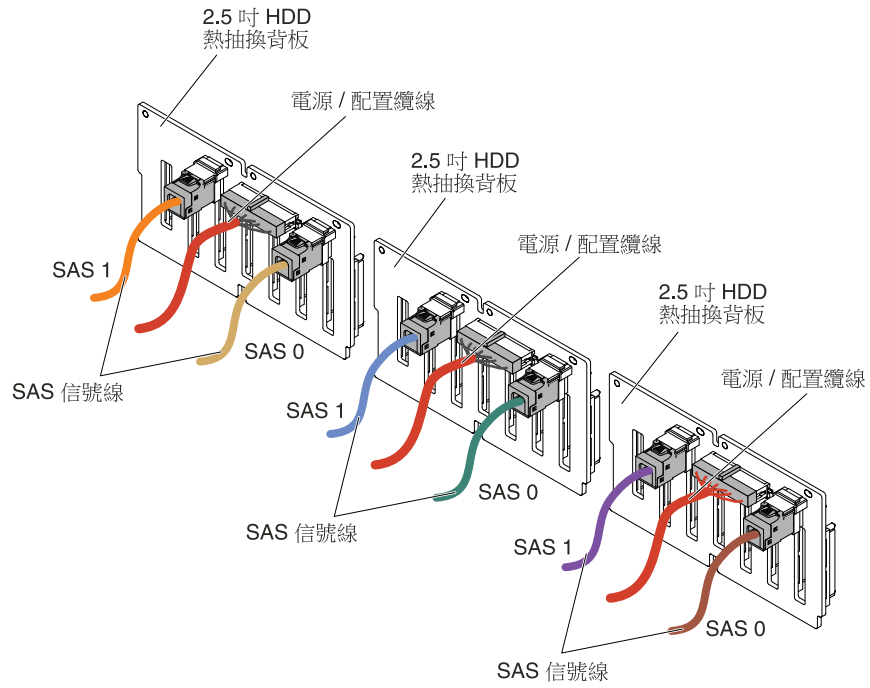 2.5 吋 HDD
熱抽換背板
電源 / 配置纜線
SAS 1
SAS 0
SAS 信號線
2.5 吋 HDD
熱抽換背板
電源 / 配置纜線
SAS 1
SAS 0
SAS 信號線
2.5 吋 HDD
熱抽換背板
電源 / 配置纜線
SAS 1
SAS 0
SAS 信號線